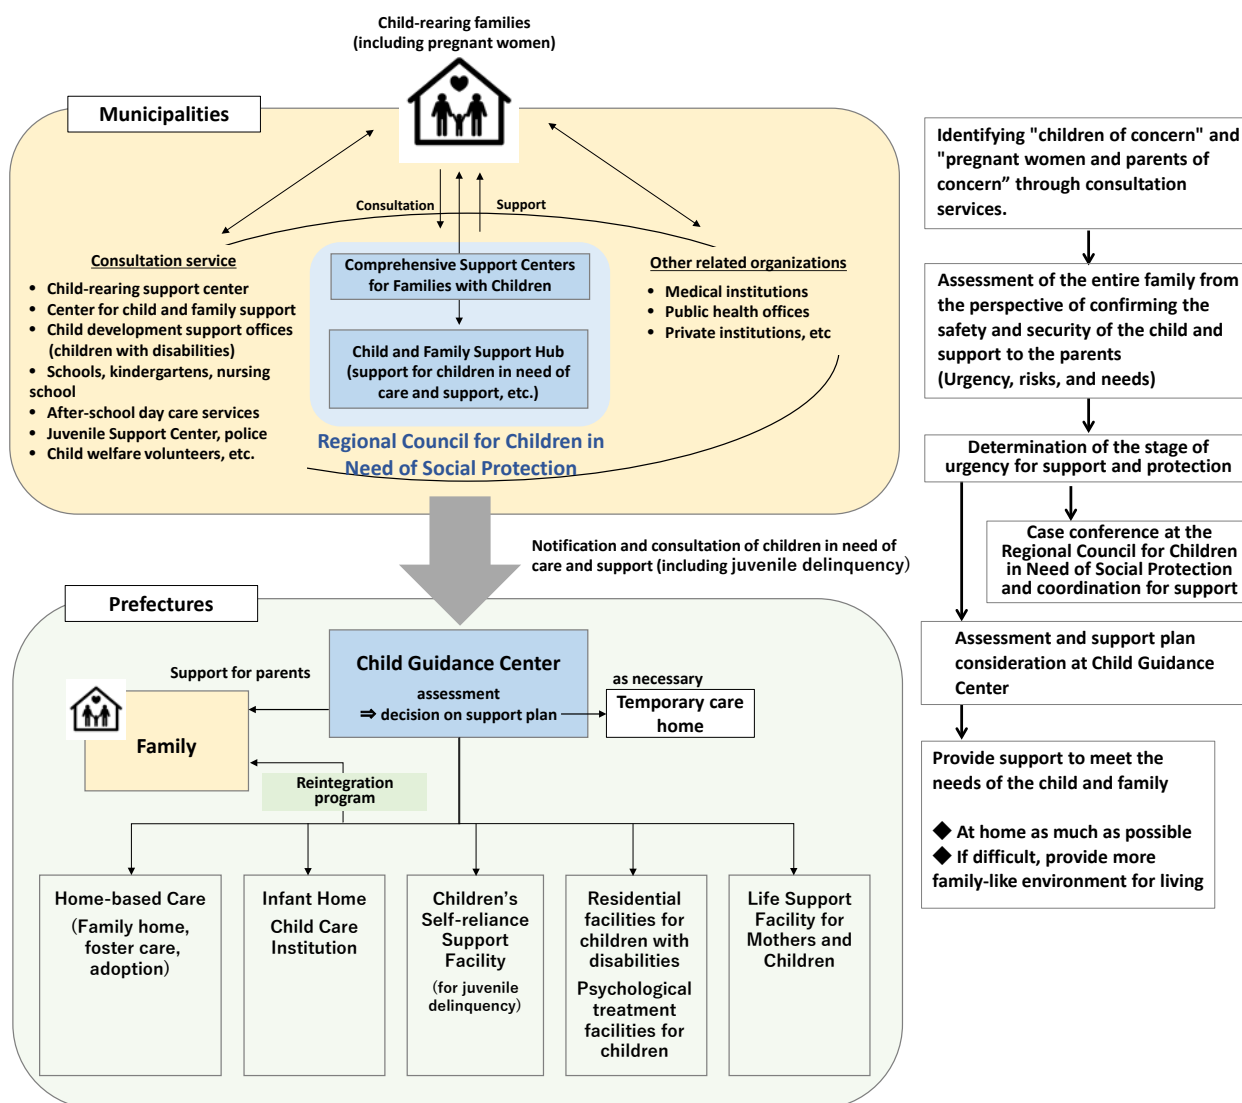 Child-rearing families
(including pregnant women)
Municipalities
Consultation
Support
Consultation service
• Child-rearing support center
• Center for child and family support
• Child development support offices
(children with disabilities)
• Schools, kindergartens, nursing
school
• After-school day care services
• Juvenile Support Center, police
• Child welfare volunteers, etc.
Comprehensive Support Centers
for Families with Children
Child and Family Support Hub
(support for children in need of
care and support, etc.)
Regional Council for Children in
Need of Social Protection
Other related organizations
• Medical institutions
• Public health offices
• Private institutions, etc
Notification and consultation of children in need of
care and support (including juvenile delinquency)
Prefectures
Child Guidance Center
assessment
⇒ decision on support plan
Support for parents
as necessary
Temporary care
home
Family
Reintegration
program
Home-based Care
(Family home,
foster care,
adoption)
Infant Home
Child Care
Institution
Children's
Self-reliance
Support
Facility
(for juvenile
delinquency)
Residential
facilities for
children with
disabilities
Psychological
treatment
facilities for
children
Life Support
Facility for
Mothers and
Children
Identifying "children of concern" and
"pregnant women and parents of
concern” through consultation
services.
Assessment of the entire family from
the perspective of confirming the
safety and security of the child and
support to the parents
(Urgency, risks, and needs)
Determination of the stage of
urgency for support and protection
Case conference at the
Regional Council for Children
in Need of Social Protection
and coordination for support
Assessment and support plan
consideration at Child Guidance
Center
Provide support to meet the
needs of the child and family
◆ At home as much as possible
◆ If difficult, provide more
family-like environment for living